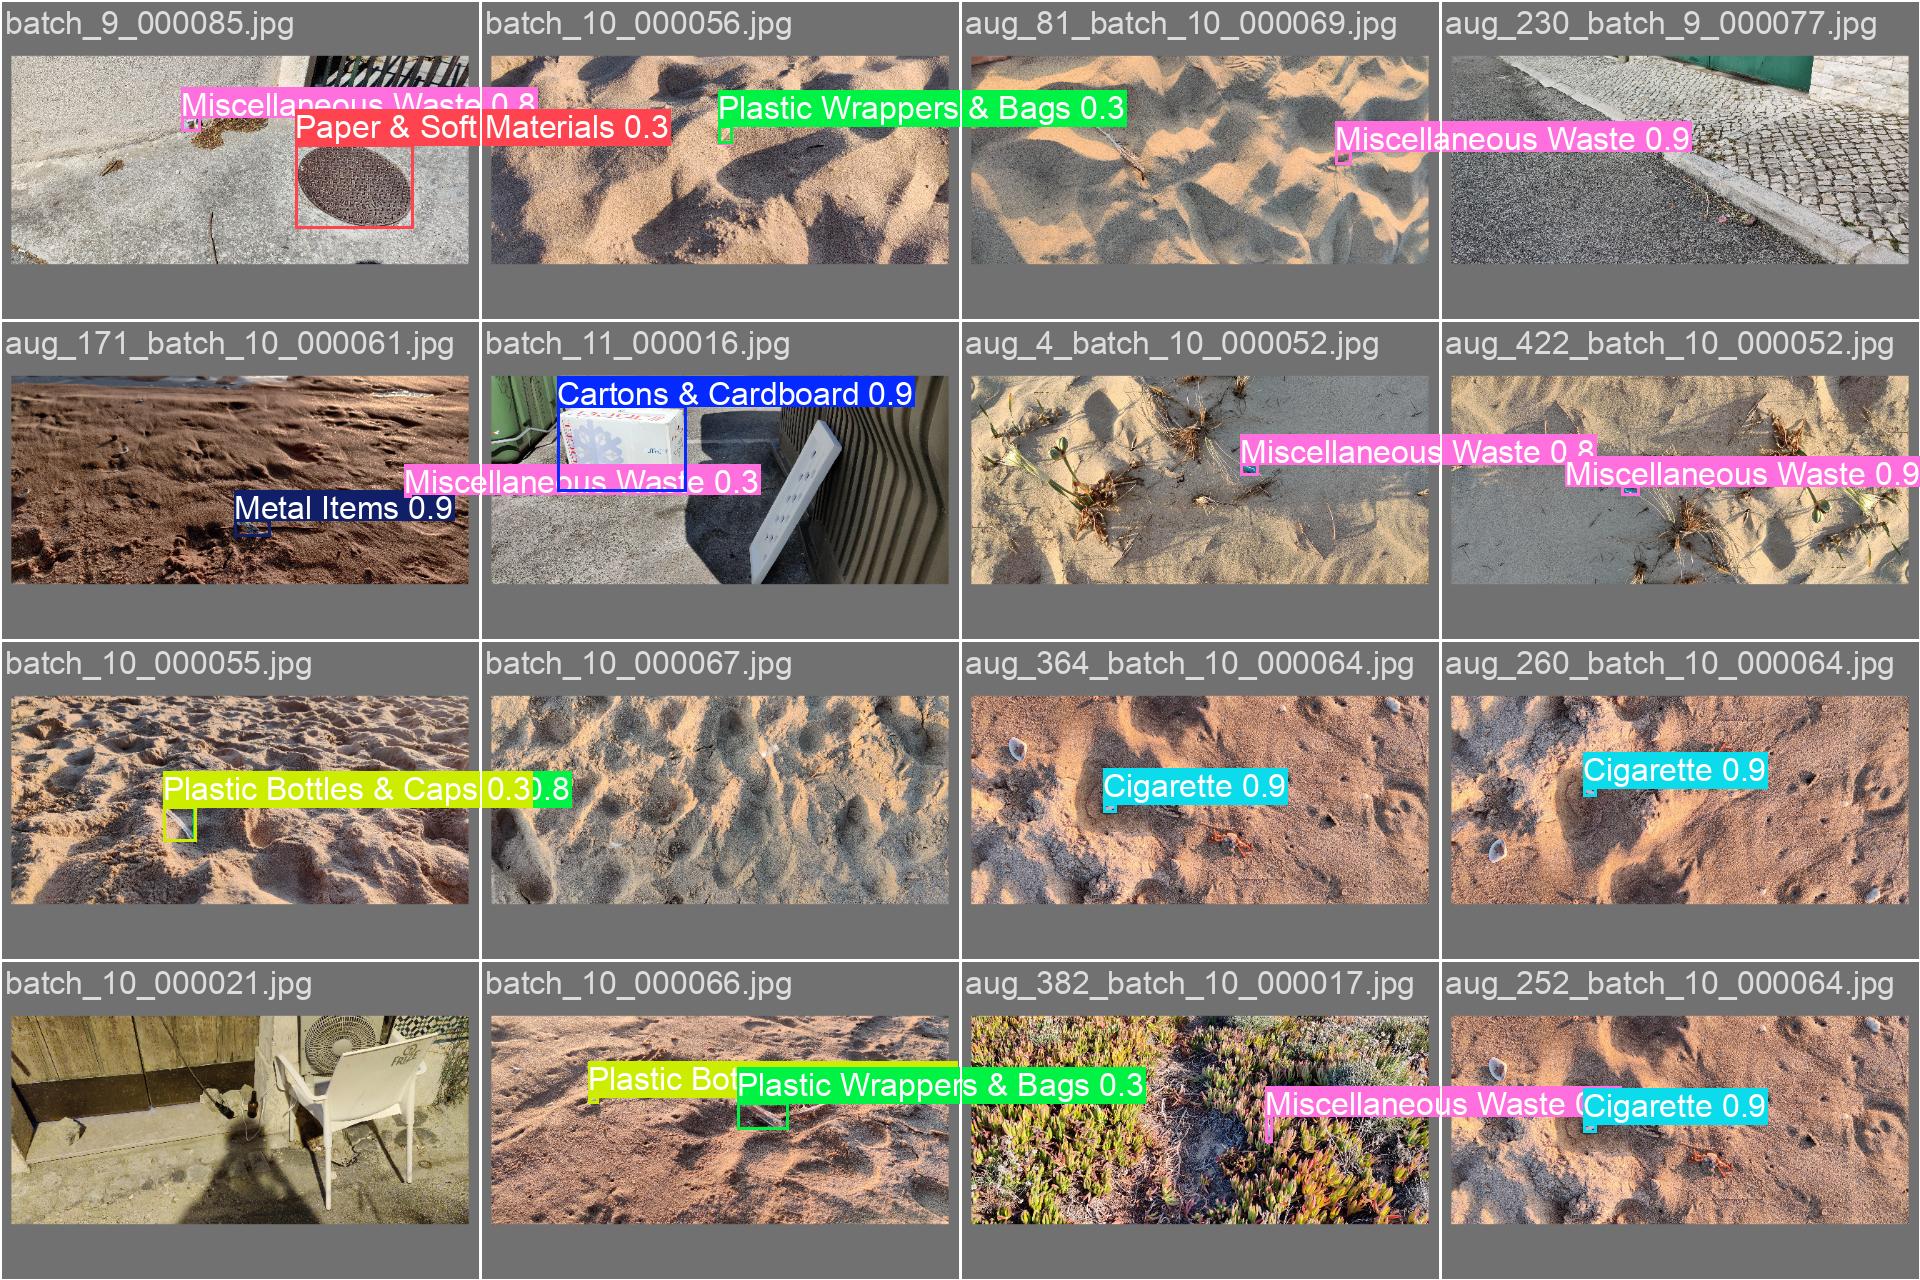 batch_9_000085.jpg
batch_10_000056.jpg
aug_81_batch_10_000069.jpg
aug_230_batch_9_000077.jpg
Miscellaneous Waste 0.8
Paper & Soft Materials 0.3
Plastic Wrappers & Bags 0.3
Miscellaneous Waste 0.9
aug_171_batch_10_000061.jpg
batch_11_000016.jpg
aug_4_batch_10_000052.jpg
aug_422_batch_10_000052.jpg
Cartons & Cardboard 0.9
Miscellaneous Waste 0.3
Metal Items 0.9
Miscellaneous Waste 0.8
Miscellaneous Waste 0.9
batch_10_000055.jpg
batch_10_000067.jpg
aug_364_batch_10_000064.jpg
aug_260_batch_10_000064.jpg
Plastic Bottles & Caps 0.3
0.8
Cigarette 0.9
Cigarette 0.9
batch_10_000021.jpg
batch_10_000066.jpg
aug_382_batch_10_000017.jpg
aug_252_batch_10_000064.jpg
Plastic Bot
Plastic Wrappers & Bags 0.3
Miscellaneous Waste
Cigarette 0.9